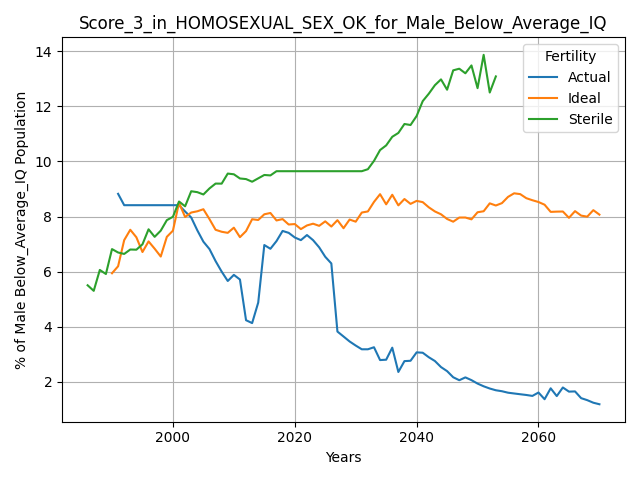 Score_3_in_HOMOSEXUAL_SEX_OK_for_Male_Below_Average_IQ
% of Male Below_Average_IQ Population
14
12
10
8
6
4
2
Fertility
Actual
Ideal
Sterile
2000
2020
2040
2060
Years